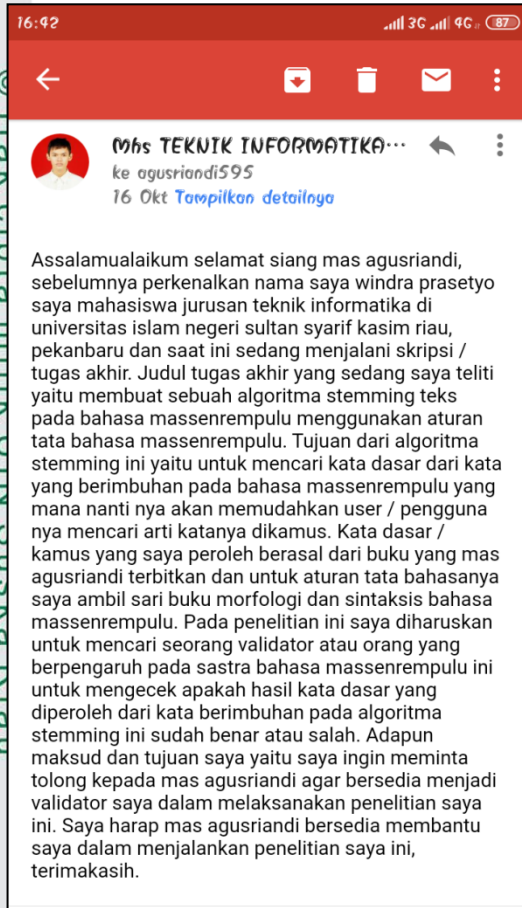 16:42 3G 4G 87
Mhs TEKNIK INFORMATIKA...
ke agusriandi595
16 Okt Tampilkan detailnya
Assalamualaikum selamat siang mas agusriandi,
sebelumnya perkenalkan nama saya windra prasetyo
saya mahasiswa jurusan teknik informatika di
universitas islam negeri sultan syarif kasim riau,
pekanbaru dan saat ini sedang menjalani skripsi /
tugas akhir. Judul tugas akhir yang sedang saya teliti
yaitu membuat sebuah algoritma stemming teks
pada bahasa massenrempulu menggunakan aturan
tata bahasa massenrempulu. Tujuan dari algoritma
stemming ini yaitu untuk mencari kata dasar dari kata
yang berimbuhan pada bahasa massenrempulu yang
mana nanti nya akan memudahkan user / pengguna
nya mencari arti katanya dikamus. Kata dasar /
kamus yang saya peroleh berasal dari buku yang mas
agusriandi terbitkan dan untuk aturan tata bahasanya
saya ambil sari buku morfologi dan sintaksis bahasa
massenrempulu. Pada penelitian ini saya diharuskan
untuk mencari seorang validator atau orang yang
berpengaruh pada sastra bahasa massenrempulu ini
untuk mengecek apakah hasil kata dasar yang
diperoleh dari kata berimbuhan pada algoritma
stemming ini sudah benar atau salah. Adapun
maksud dan tujuan saya yaitu saya ingin meminta
tolong kepada mas agusriandi agar bersedia menjadi
validator saya dalam melaksanakan penelitian saya
ini. Saya harap mas agusriandi bersedia membantu
saya dalam menjalankan penelitian saya ini,
terimakasih.